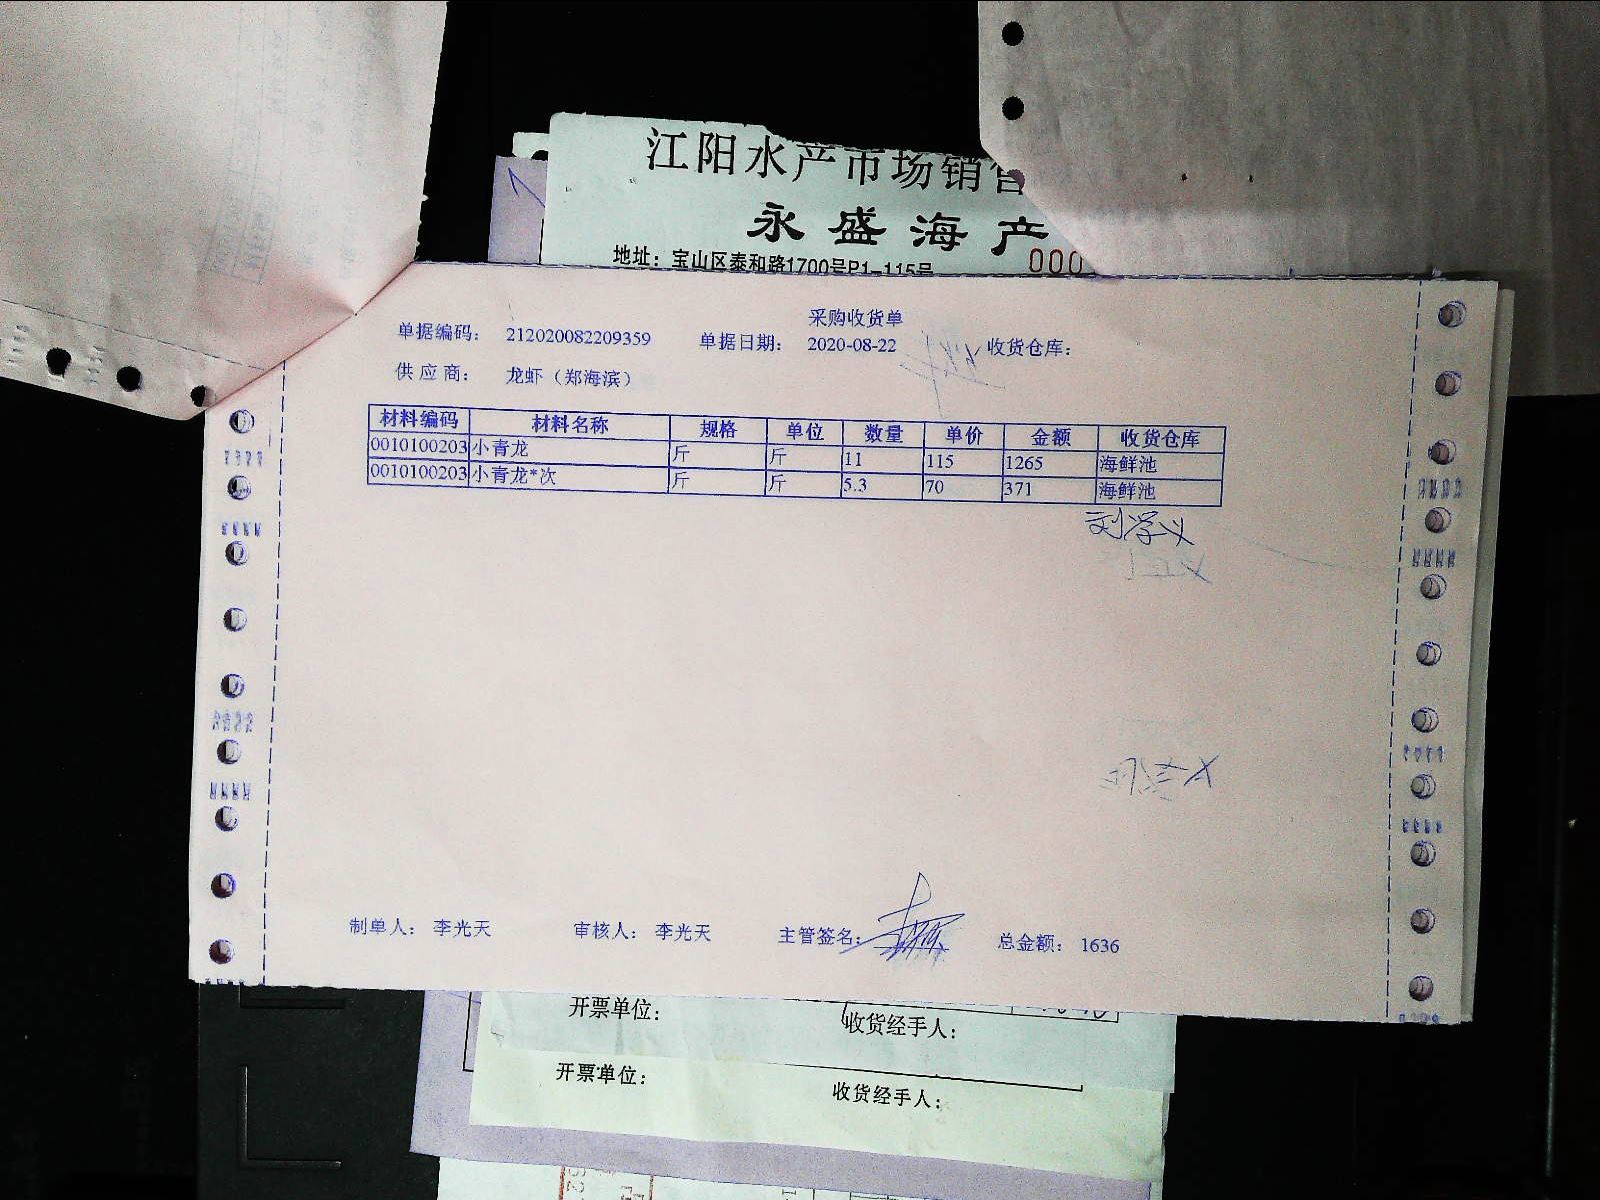 江阳水产市场销售
永盛海产
地址：宝山区泰和路1700号P1-115号 000
采购收货单
单据编码： 212020082209359 单据日期： 2020-08-22 收货仓库：
供应商： 龙虾（郑海滨）
材料编码 材料名称 规格 单位 数量 单价 金额 收货仓库
0010100203 小青龙 斤 斤 11 115 1265 海鲜池
0010100203 小青龙*次 斤 斤 5.3 70 371 海鲜池
刘学义
制单人： 李光天 审核人： 李光天 主管签名： 总金额： 1636
开票单位： 收货经手人：
开票单位： 收货经手人：